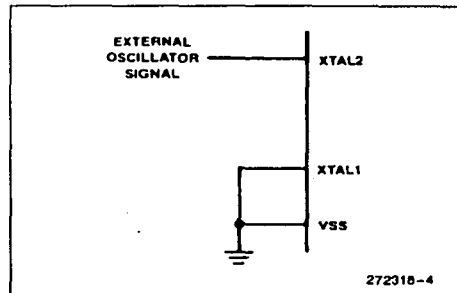 EXTERNAL
OSCILLATOR
SIGNAL
XTAL2
XTAL1
VSS
272318-4